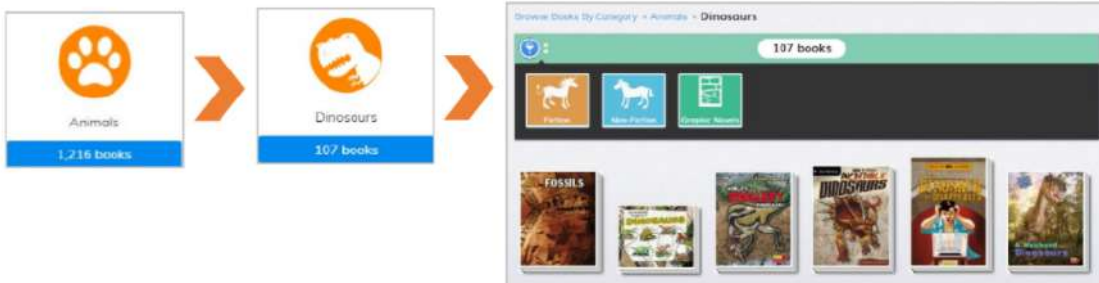 Animals
1,216 books
Dinosaurs
107 books
Browse Books By Category > Animals > Dinosaurs
107 books
Fiction
Non-Fiction
Graphic Novels
FOSSILS
DINOSAURS
DINOSAURS
A Weekend
Dinosaurs